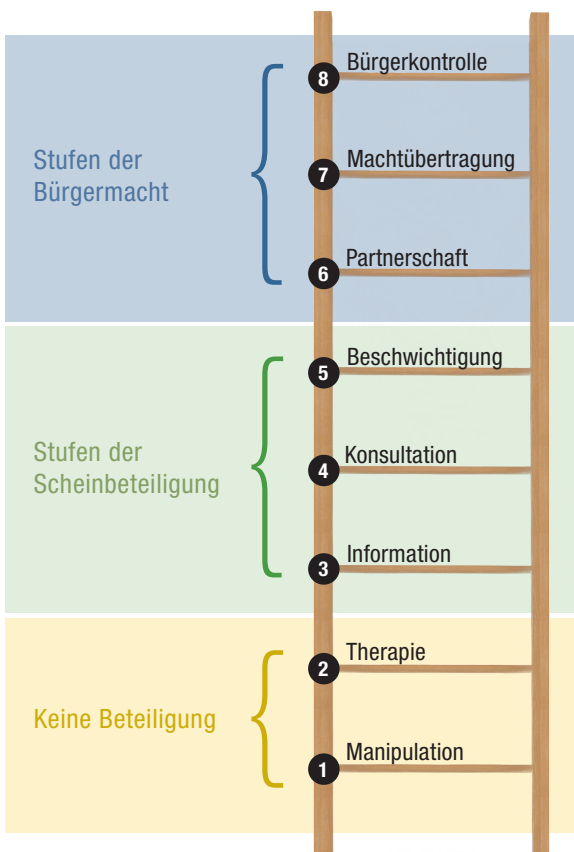 8 Bürgerkontrolle
Stufen der
Bürgermacht
7 Machtübertragung
6 Partnerschaft
5 Beschwichtigung
Stufen der
Scheinbeteiligung
4 Konsultation
3 Information
2 Therapie
Keine Beteiligung
1 Manipulation